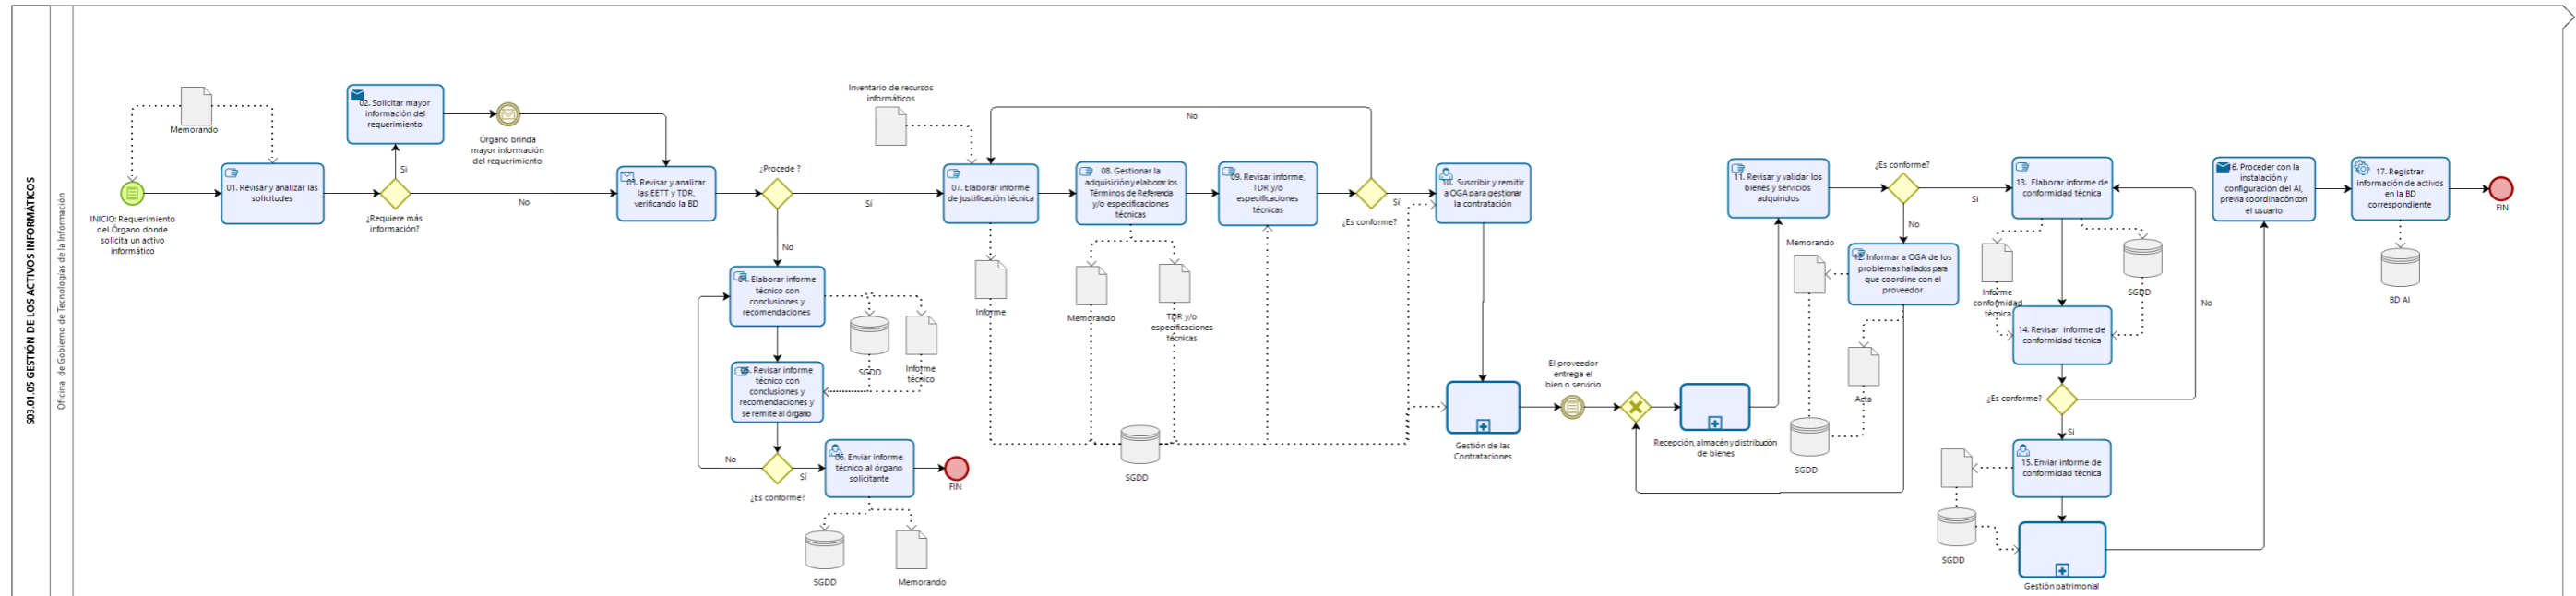 S03.01.05 GESTIÓN DE LOS ACTIVOS INFORMÁTICOS
Oficina de Gobierno de Tecnologías de la Información
Memorando
INICIO: Requerimiento
del Órgano donde
solicita un activo
informático
01. Revisar y analizar las
solicitudes
¿Requiere más
información?
Si
No
02. Solicitar mayor
información del
requerimiento
Órgano brinda
mayor información
del requerimiento
03. Revisar y analizar
las EETT y TDR,
verificando la BD
¿Procede ?
Sí
No
04. Elaborar informe
técnico con
conclusiones y
recomendaciones
SGDD
Informe
técnico
05. Revisar informe
técnico con
conclusiones y
recomendaciones y
se remite al órgano
No
Sí
¿Es conforme?
06. Enviar informe
técnico al órgano
solicitante
FIN
SGDD
Memorando
Inventario de recursos
informáticos
07. Elaborar informe
de justificación técnica
Informe
08. Gestionar la
adquisición y elaborar los
Términos de Referencia
y/o especificaciones
técnicas
Memorando
TDR y/o
especificaciones
técnicas
SGDD
09. Revisar informe,
TDR y/o
especificaciones
técnicas
No
Sí
¿Es conforme?
10. Suscribir y remitir
a OGA para gestionar
la contratación
Gestión de las
Contrataciones
El proveedor
entrega el
bien o servicio
Recepción, almacén y distribución
de bienes
11. Revisar y validar los
bienes y servicios
adquiridos
¿Es conforme?
Si
No
Memorando
12. Informar a OGA de los
problemas hallados para
que coordine con el
proveedor
Acta
SGDD
13. Elaborar informe de
conformidad técnica
Informe
conformidad
técnica
SGDD
No
14. Revisar informe de
conformidad técnica
¿Es conforme?
Si
15. Enviar informe de
conformidad técnica
SGDD
Gestión patrimonial
6. Proceder con la
instalación y
configuración del AI,
previa coordinación con
el usuario
17. Registrar
información de activos
en la BD
correspondiente
BD AI
FIN